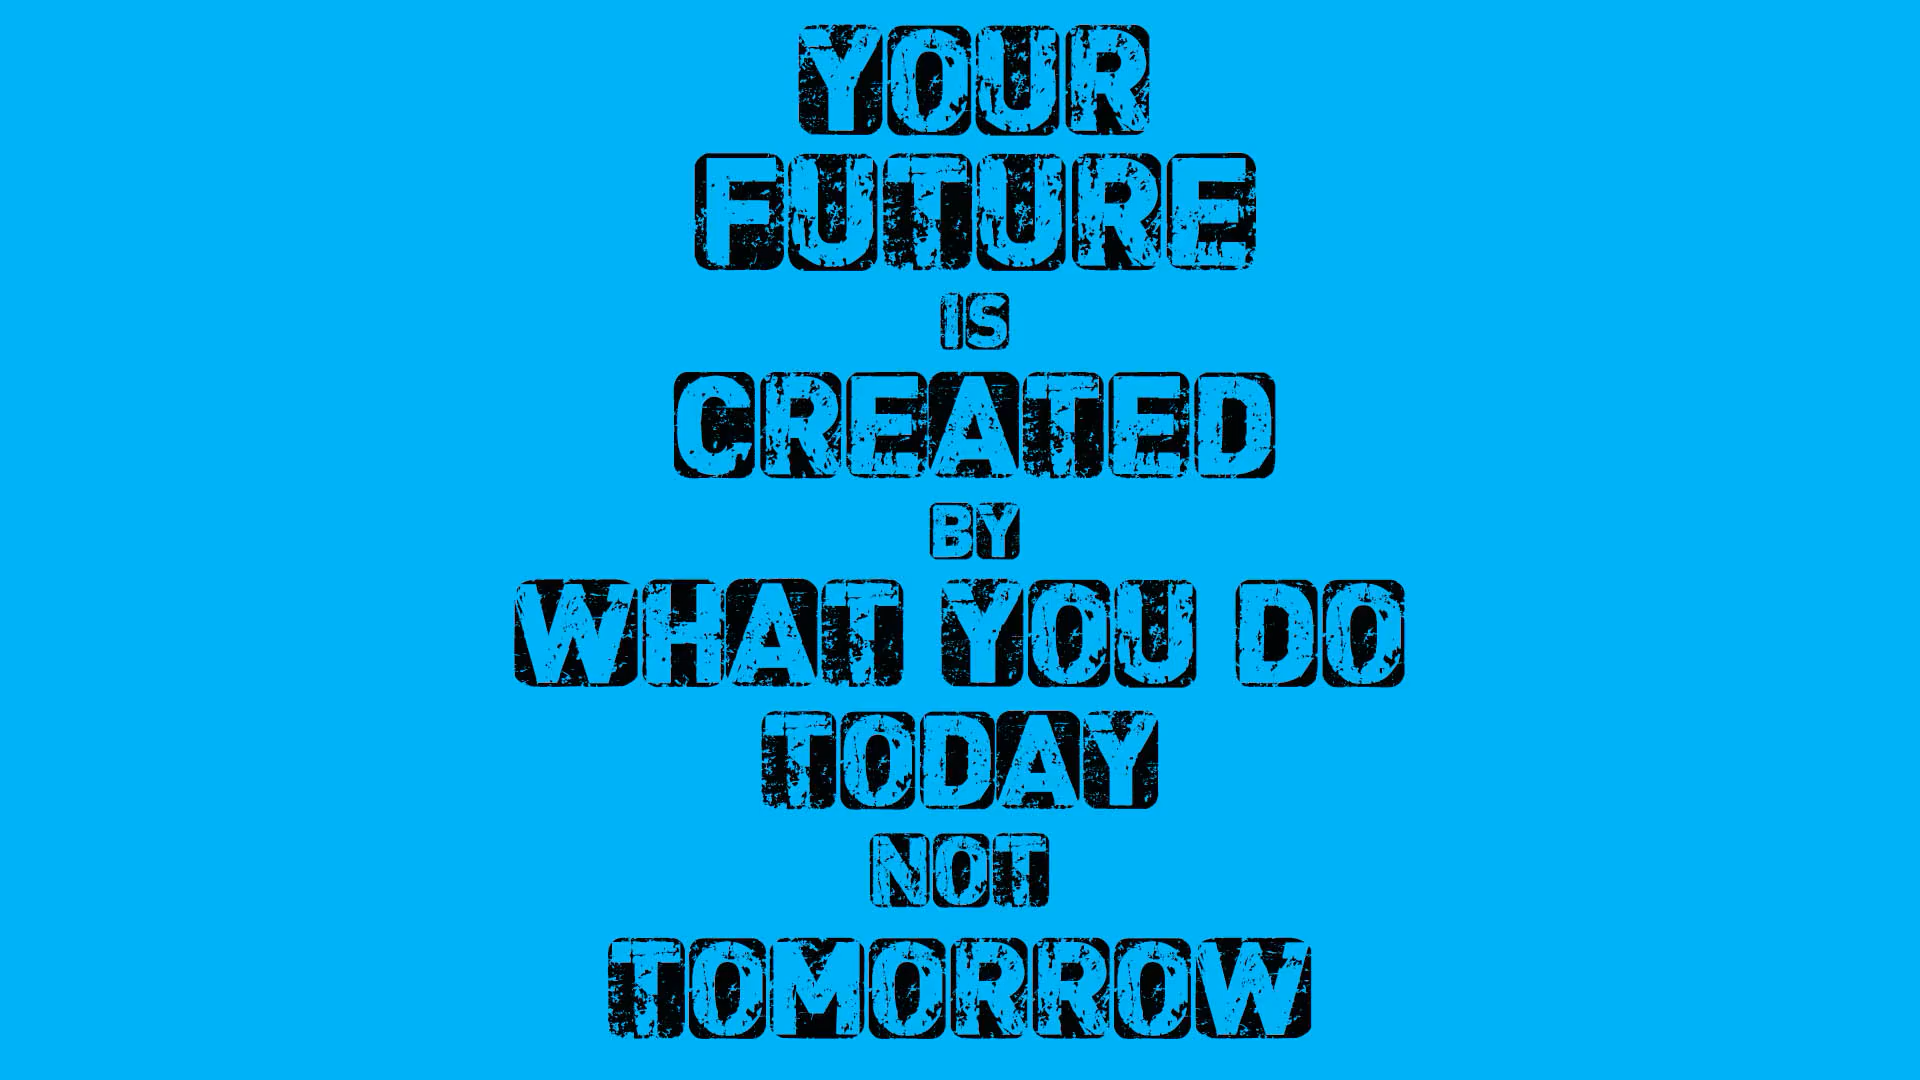 YOUR
FUTURE
IS
CREATED
BY
WHAT YOU DO
TODAY
NOT
TOMORROW